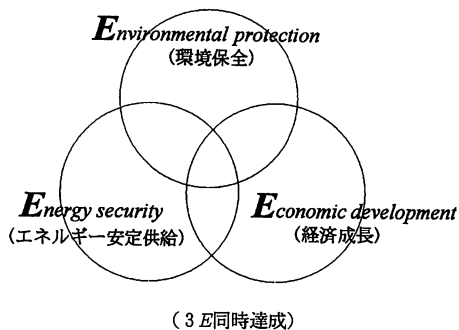 Environmental protection
(環境保全)
Energy security
(エネルギー安定供給)
Economic development
(経済成長)
(3E同時達成)